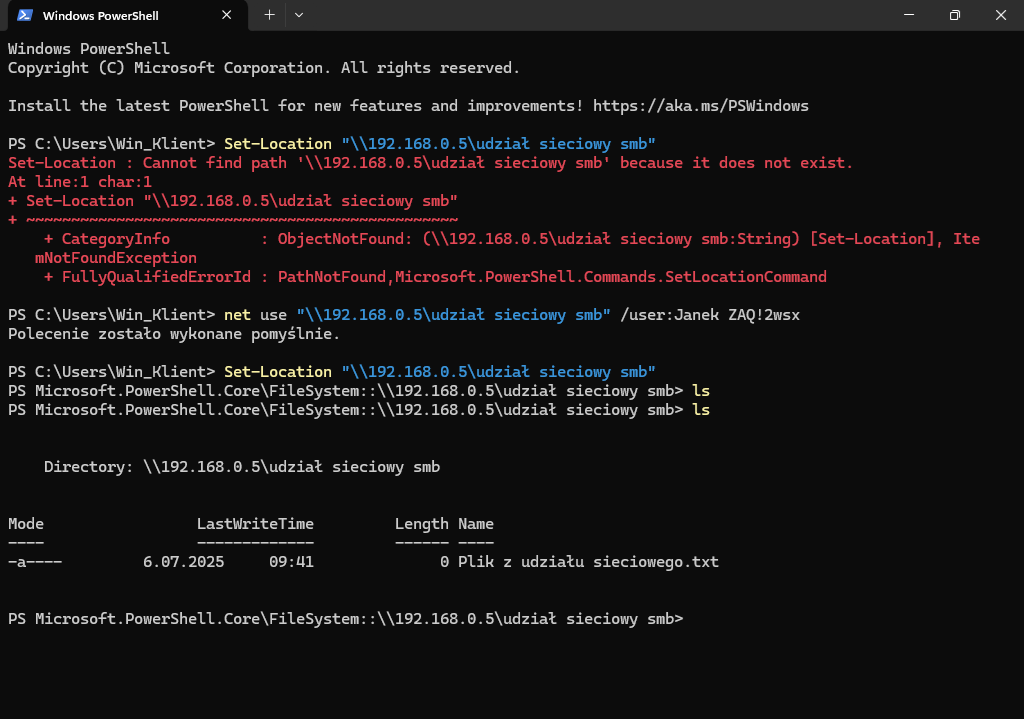 Windows PowerShell
Windows PowerShell
Copyright (C) Microsoft Corporation. All rights reserved.
Install the latest PowerShell for new features and improvements! https://aka.ms/PSWindows
PS C:\Users\Win_Klient> Set-Location "\\192.168.0.5\udział sieciowy smb"
Set-Location : Cannot find path '\\192.168.0.5\udział sieciowy smb' because it does not exist.
At line:1 char:1
+ Set-Location "\\192.168.0.5\udział sieciowy smb"
+ ~~~~~~~~~~~~~~~~~~~~~~~~~~~~~~~~~~~~~~~~~~~~~~~~
    + CategoryInfo          : ObjectNotFound: (\\192.168.0.5\udział sieciowy smb:String) [Set-Location], Ite
   mNotFoundException
    + FullyQualifiedErrorId : PathNotFound,Microsoft.PowerShell.Commands.SetLocationCommand
PS C:\Users\Win_Klient> net use "\\192.168.0.5\udział sieciowy smb" /user:Janek ZAQ!2wsx
Polecenie zostało wykonane pomyślnie.
PS C:\Users\Win_Klient> Set-Location "\\192.168.0.5\udział sieciowy smb"
PS Microsoft.PowerShell.Core\FileSystem::\\192.168.0.5\udział sieciowy smb> ls
PS Microsoft.PowerShell.Core\FileSystem::\\192.168.0.5\udział sieciowy smb> ls
    Directory: \\192.168.0.5\udział sieciowy smb
Mode                 LastWriteTime         Length Name
----                 -------------         ------ ----
-a----         6.07.2025     09:41              0 Plik z udziału sieciowego.txt
PS Microsoft.PowerShell.Core\FileSystem::\\192.168.0.5\udział sieciowy smb>